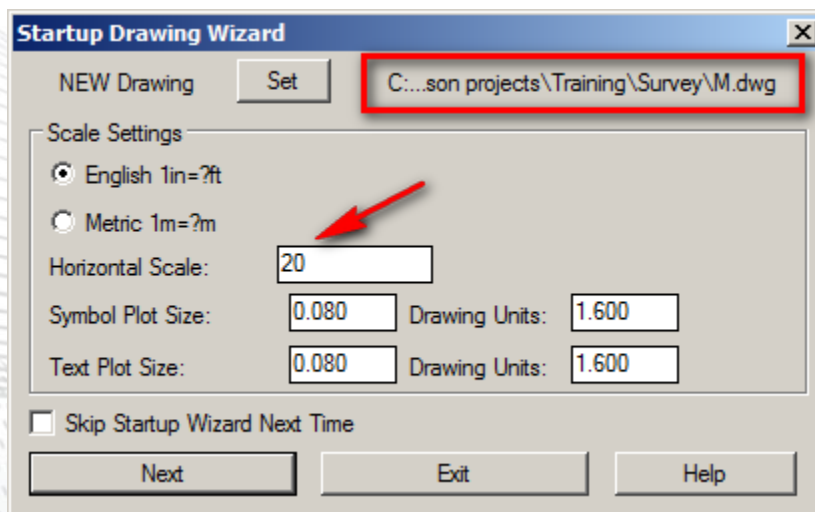 Startup Drawing Wizard
NEW Drawing Set C:...son projects\Training\Survey\M.dwg
Scale Settings
English 1in=?ft
Metric 1m=?m
Horizontal Scale: 20
Symbol Plot Size: 0.080 Drawing Units: 1.600
Text Plot Size: 0.080 Drawing Units: 1.600
Skip Startup Wizard Next Time
Next Exit Help